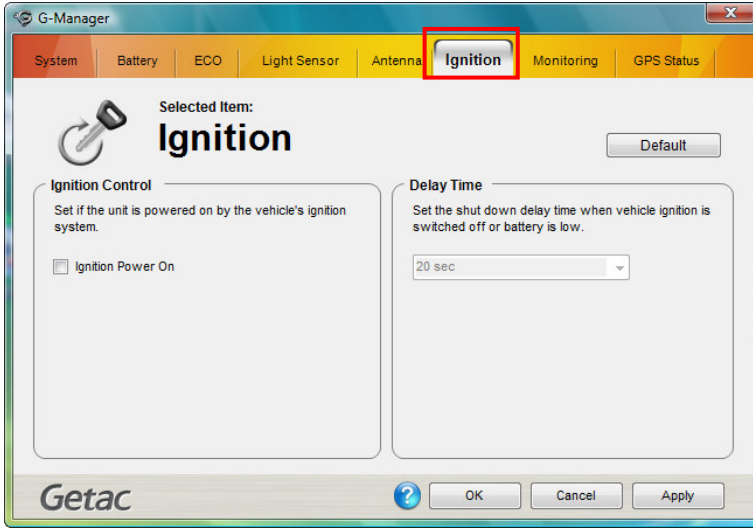 G-Manager
System Battery ECO Light Sensor Antenna Ignition Monitoring GPS Status
Selected Item:
Ignition
Default
Ignition Control
Set if the unit is powered on by the vehicle's ignition
system.
Ignition Power On
Delay Time
Set the shut down delay time when vehicle ignition is
switched off or battery is low.
20 sec
Getac
?
OK
Cancel
Apply